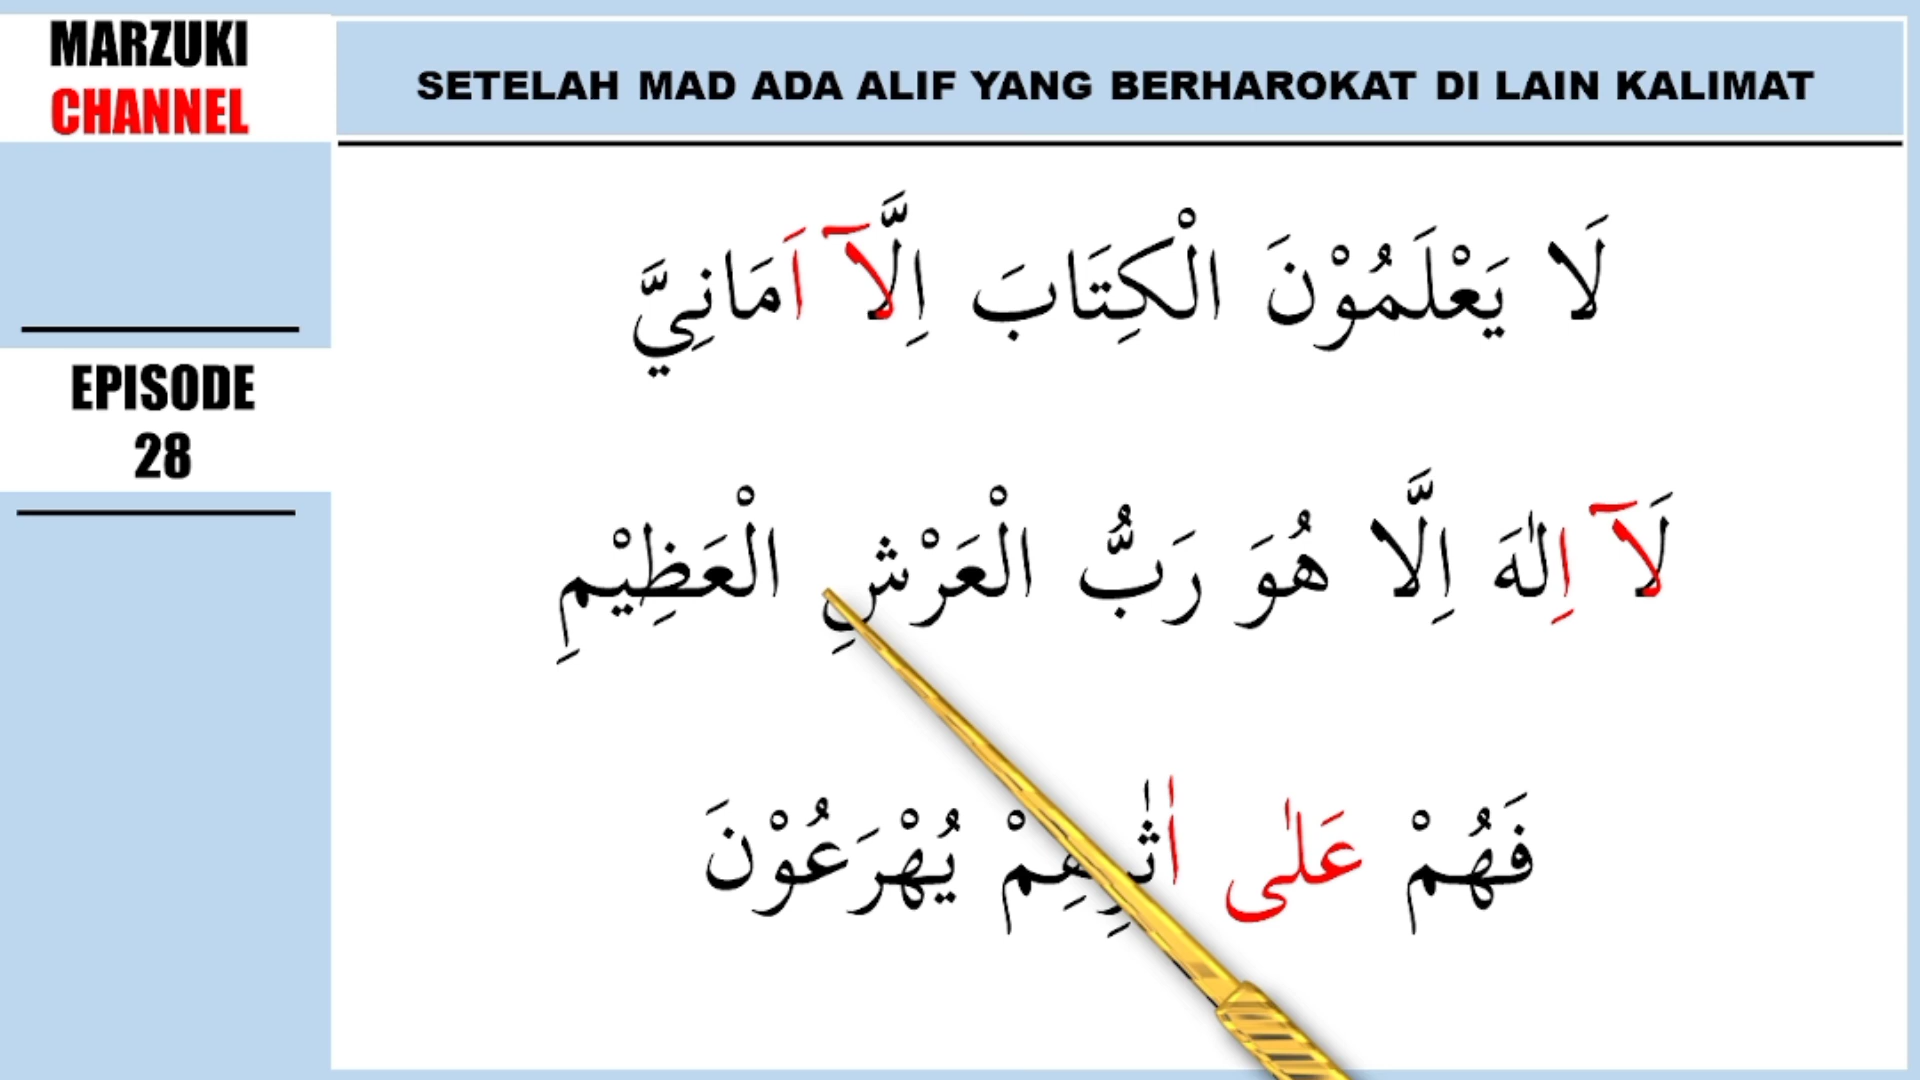 MARZUKI
CHANNEL
SETELAH MAD ADA ALIF YANG BERHAROKAT DI LAIN KALIMAT
EPISODE
28
لَا يَعْلَمُوْنَ الْكِتَابَ اِلَّآ اَمَانِيَّ
لَآ اِلٰهَ اِلَّا هُوَ رَبُّ الْعَرْشِ الْعَظِيْمِ
فَهُمْ عَلٰى اٰثٰرِهِمْ يُهْرَعُوْنَ